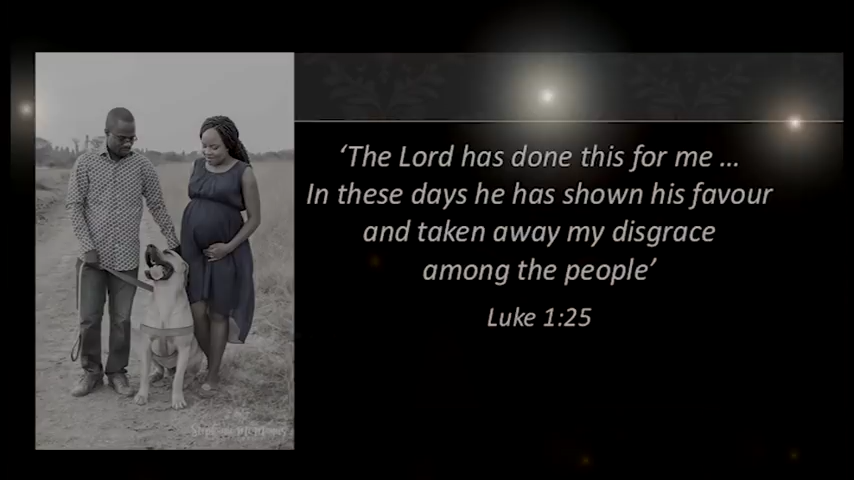 ‘The Lord has done this for me …
In these days he has shown his favour
and taken away my disgrace
among the people’
Luke 1:25